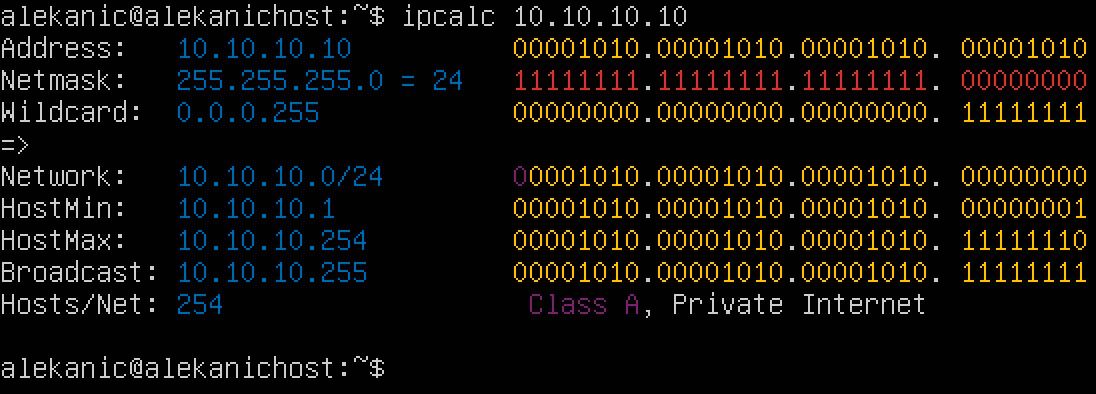 alekanic@alekanichost:~$ ipcalc 10.10.10.10
Address:   10.10.10.10          00001010.00001010.00001010. 00001010
Netmask:   255.255.255.0 = 24   11111111.11111111.11111111. 00000000
Wildcard:  0.0.0.255            00000000.00000000.00000000. 11111111
=>
Network:   10.10.10.0/24        00001010.00001010.00001010. 00000000
HostMin:   10.10.10.1           00001010.00001010.00001010. 00000001
HostMax:   10.10.10.254         00001010.00001010.00001010. 11111110
Broadcast: 10.10.10.255         00001010.00001010.00001010. 11111111
Hosts/Net: 254                   Class A, Private Internet
alekanic@alekanichost:~$